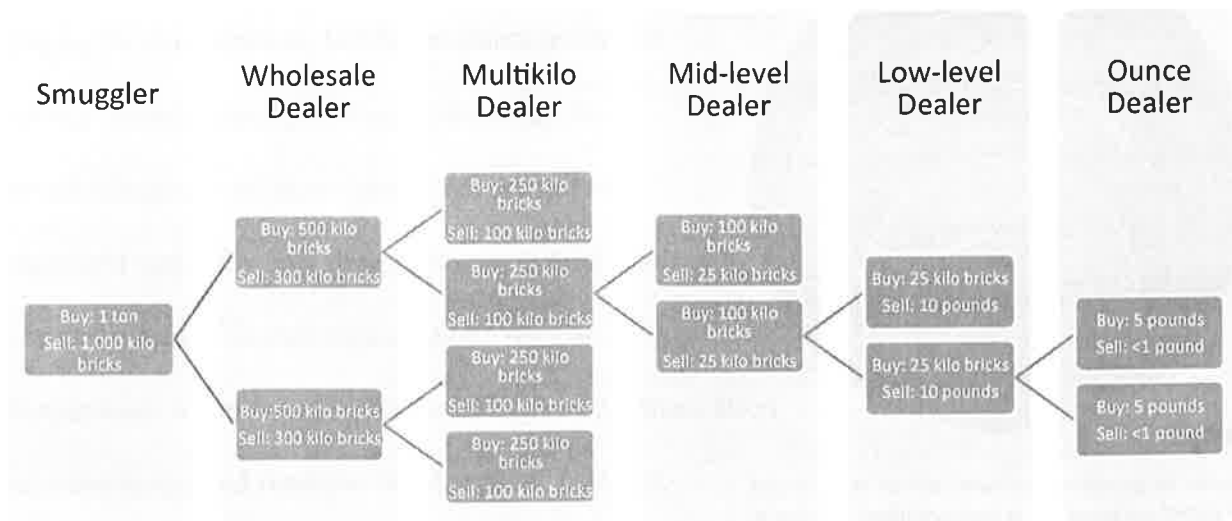 Smuggler
Wholesale
Dealer
Multikilo
Dealer
Mid-level
Dealer
Low-level
Dealer
Ounce
Dealer
Buy: 1 ton
Sell: 1,000 kilo
bricks
Buy: 500 kilo
bricks
Sell: 300 kilo bricks
Buy:500 kilo bricks
Sell: 300 kilo bricks
Buy: 250 kilo
bricks
Sell: 100 kilo bricks
Buy: 250 kilo
bricks
Sell: 100 kilo bricks
Buy: 250 kilo
bricks
Sell: 100 kilo bricks
Buy: 250 kilo
bricks
Sell: 100 kilo bricks
Buy: 100 kilo
bricks
Sell: 25 kilo bricks
Buy: 100 kilo
bricks
Sell: 25 kilo bricks
Buy: 25 kilo bricks
Sell: 10 pounds
Buy: 25 kilo bricks
Sell: 10 pounds
Buy: 5 pounds
Sell: <1 pound
Buy: 5 pounds
Sell: <1 pound